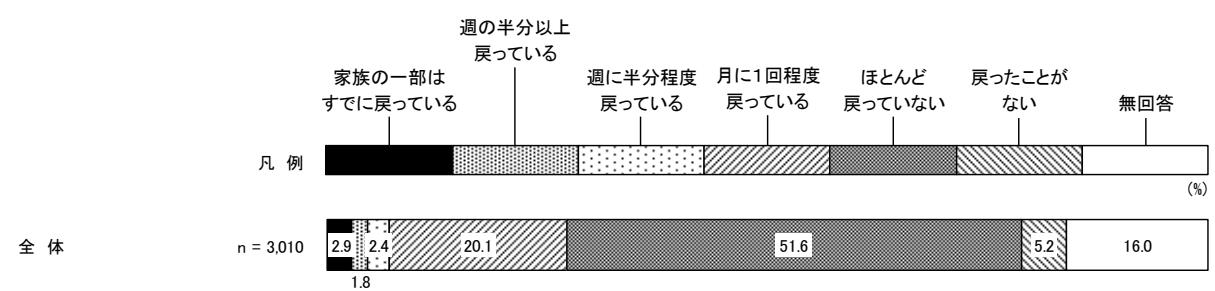 週の半分以上
戻っている
家族の一部は
すでに戻っている
週に半分程度
戻っている
月に1回程度
戻っている
ほとんど
戻っていない
戻ったことが
ない
無回答
凡 例
(%)
全 体 n = 3,010 2.9 2.4 20.1 51.6 5.2 16.0
1.8